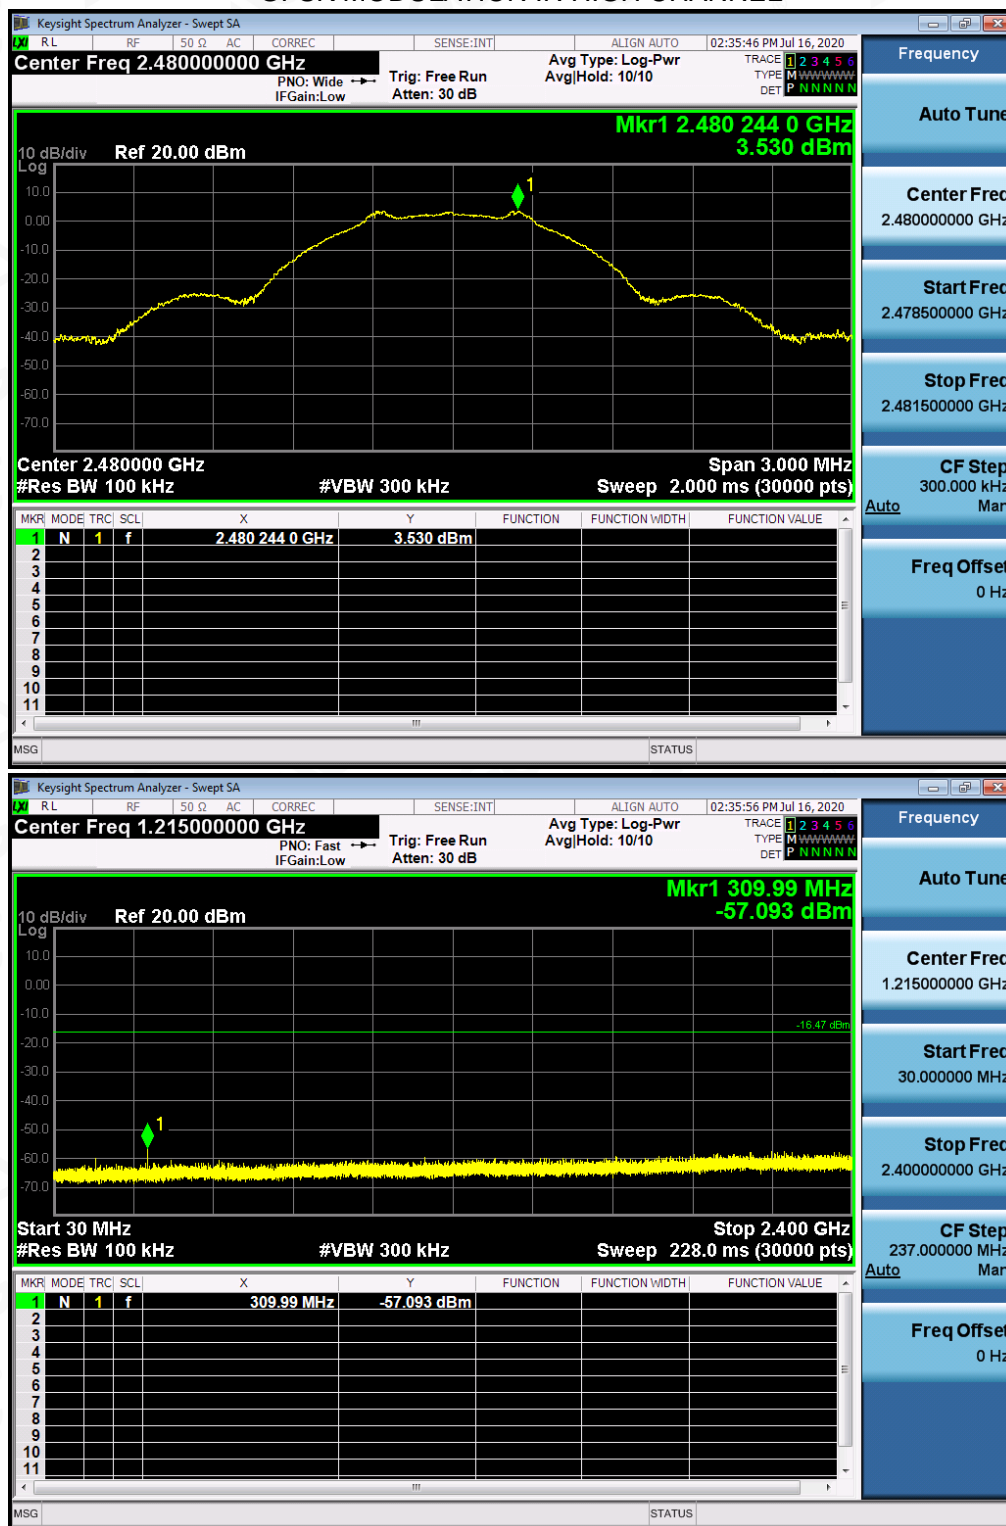 Keysight Spectrum Analyzer - Swept SA
LXI RL RF 50 Ω AC CORREC SENSE:INT ALIGN AUTO 02:35:46 PM Jul 16, 2020
Center Freq 2.480000000 GHz Avg Type: Log-Pwr TRACE 1 2 3 4 5 6
PNO: Wide Trig: Free Run Avg|Hold: 10/10 TYPE M WWWWW
IFGain:Low Atten: 30 dB DET P N N N N N
Mkr1 2.480 244 0 GHz
3.530 dBm
10 dB/div Ref 20.00 dBm
Log
10.0
1
0.00
-10.0
-20.0
-30.0
-40.0
-50.0
-60.0
-70.0
Center 2.480000 GHz Span 3.000 MHz
#Res BW 100 kHz #VBW 300 kHz Sweep 2.000 ms (30000 pts)
MKR MODE TRC SCL X Y FUNCTION FUNCTION WIDTH FUNCTION VALUE
1 N 1 f 2.480 244 0 GHz 3.530 dBm
2
3
4
5
6
7
8
9
10
11
MSG STATUS
Frequency
Auto Tune
Center Freq
2.480000000 GHz
Start Freq
2.478500000 GHz
Stop Freq
2.481500000 GHz
CF Step
300.000 kHz
Auto Man
Freq Offset
0 Hz
Keysight Spectrum Analyzer - Swept SA
LXI RL RF 50 Ω AC CORREC SENSE:INT ALIGN AUTO 02:35:56 PM Jul 16, 2020
Center Freq 1.215000000 GHz Avg Type: Log-Pwr TRACE 1 2 3 4 5 6
PNO: Fast Trig: Free Run Avg|Hold: 10/10 TYPE M WWWWW
IFGain:Low Atten: 30 dB DET P N N N N N
Mkr1 309.99 MHz
-57.093 dBm
10 dB/div Ref 20.00 dBm
Log
10.0
0.00
-10.0
-16.47 dBm
-20.0
-30.0
-40.0
1
-50.0
-60.0
-70.0
Start 30 MHz Stop 2.400 GHz
#Res BW 100 kHz #VBW 300 kHz Sweep 228.0 ms (30000 pts)
MKR MODE TRC SCL X Y FUNCTION FUNCTION WIDTH FUNCTION VALUE
1 N 1 f 309.99 MHz -57.093 dBm
2
3
4
5
6
7
8
9
10
11
MSG STATUS
Frequency
Auto Tune
Center Freq
1.215000000 GHz
Start Freq
30.000000 MHz
Stop Freq
2.400000000 GHz
CF Step
237.000000 MHz
Auto Man
Freq Offset
0 Hz